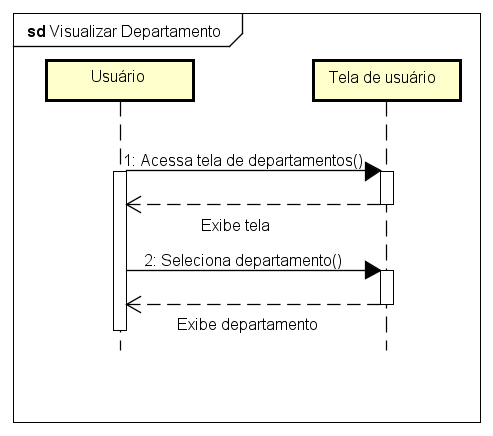 sd Visualizar Departamento
Usuário
Tela de usuário
1: Acessa tela de departamentos()
Exibe tela
2: Seleciona departamento()
Exibe departamento